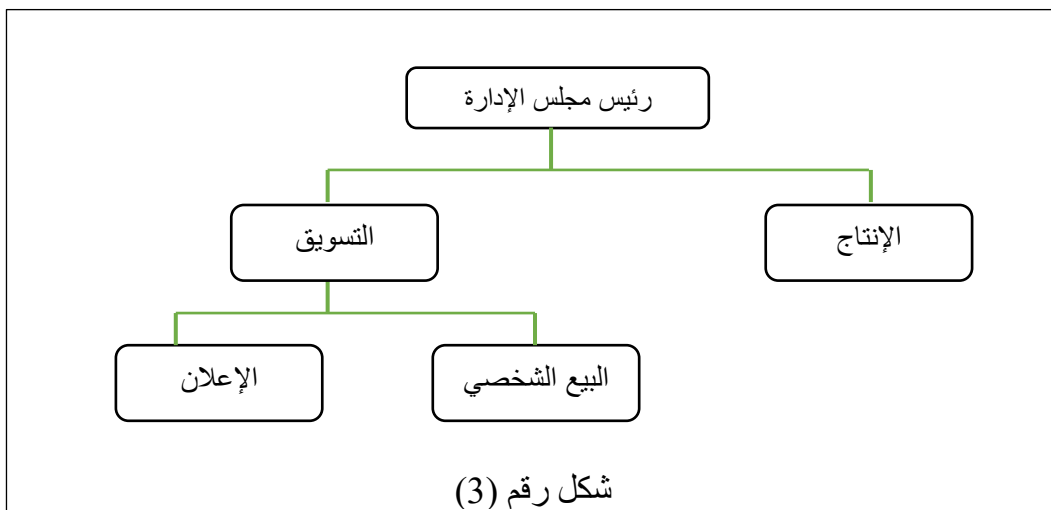 رئيس مجلس الإدارة
الإنتاج
التسويق
البيع الشخصي
الإعلان
شكل رقم (3)